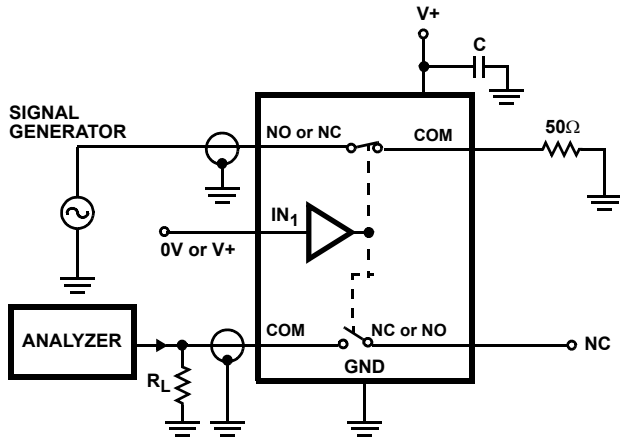 V+
C
SIGNAL
GENERATOR
NO or NC
COM
50Ω
IN1
0V or V+
ANALYZER
COM
NC or NO
NC
RL
GND